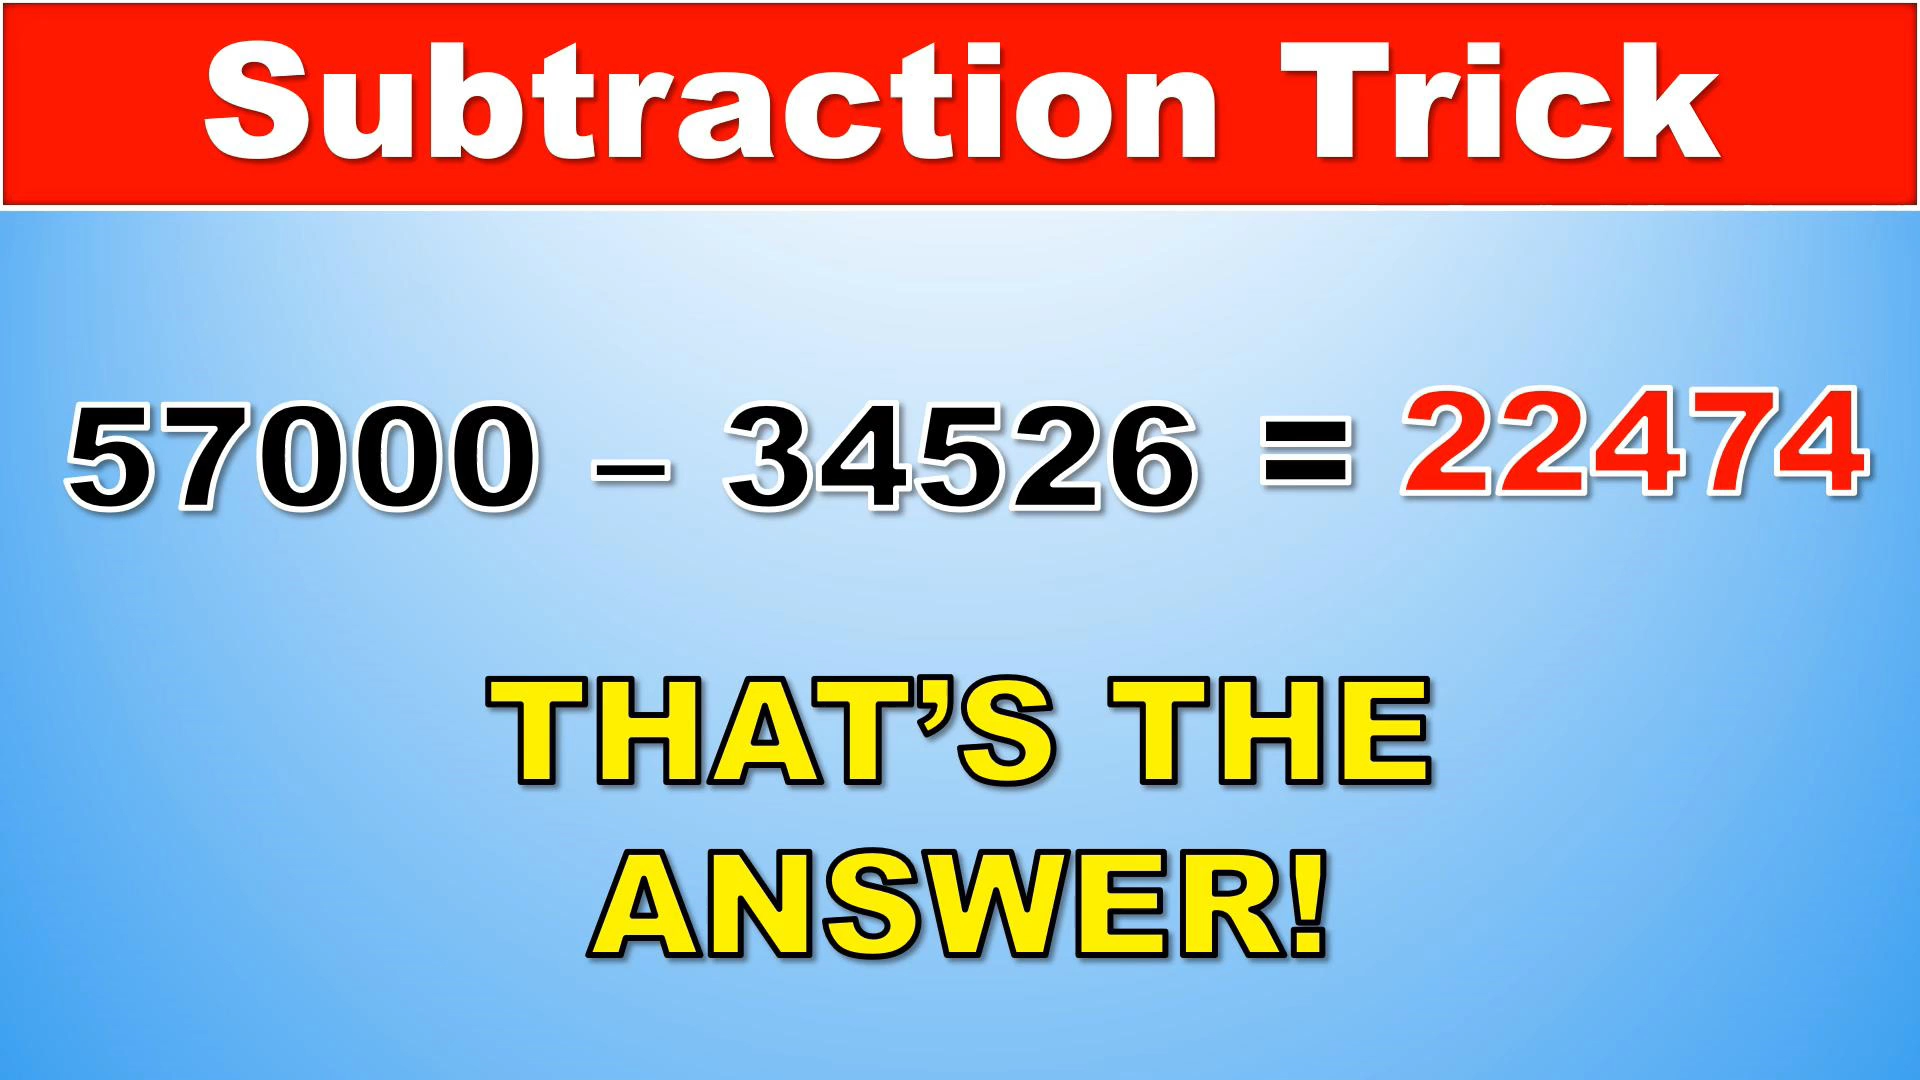 Subtraction Trick
57000 – 34526 = 22474
THAT’S THE
ANSWER!